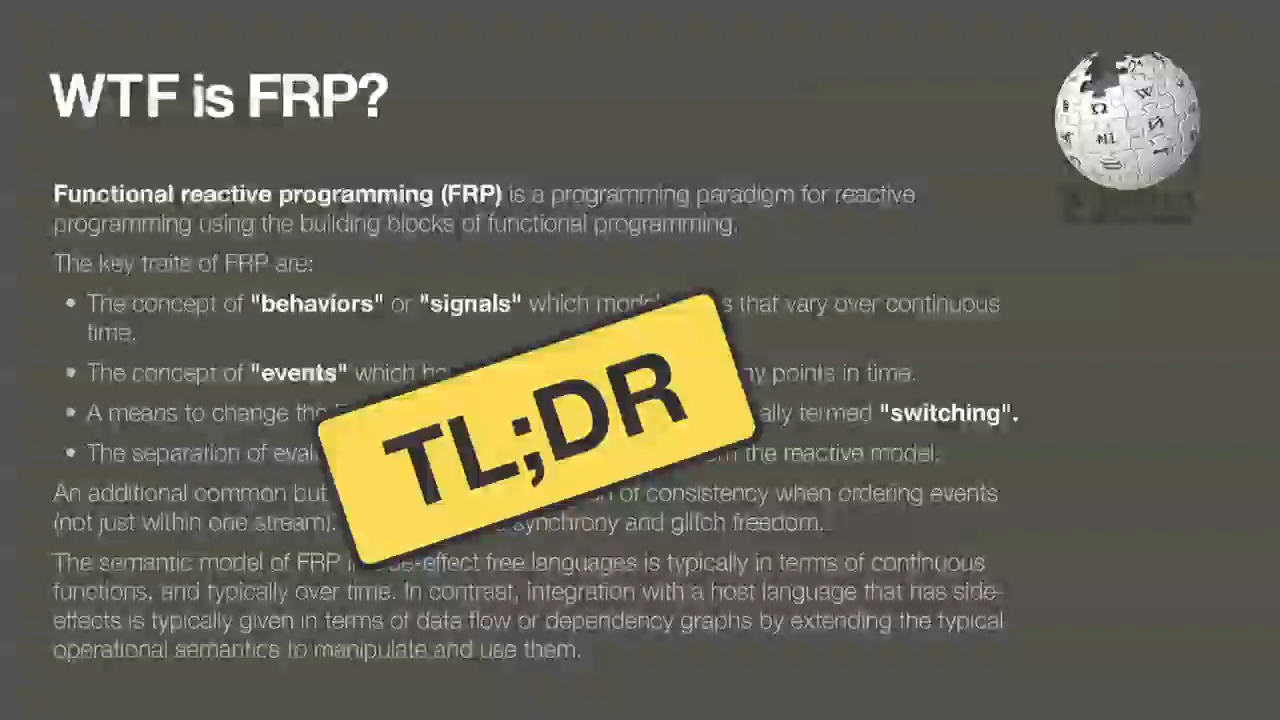 WTF is FRP?
Functional reactive programming (FRP) is a programming paradigm for reactive
programming using the building blocks of functional programming.
The key traits of FRP are:
• The concept of "behaviors" or "signals" which model s that vary over continuous
time.
• The concept of "events" which points in time.
• A means to change the termed "switching".
• The separation of the reactive model.
TL;DR
An additional common but of consistency when ordering events
(not just within one stream). synchrony and glitch freedom.
The semantic model of FRP free languages is typically in terms of continuous
functions, and typically over time. In contrast, integration with a host language that has side-
effects is typically given in terms of data flow or dependency graphs by extending the typical
operational semantics to manipulate and use them.